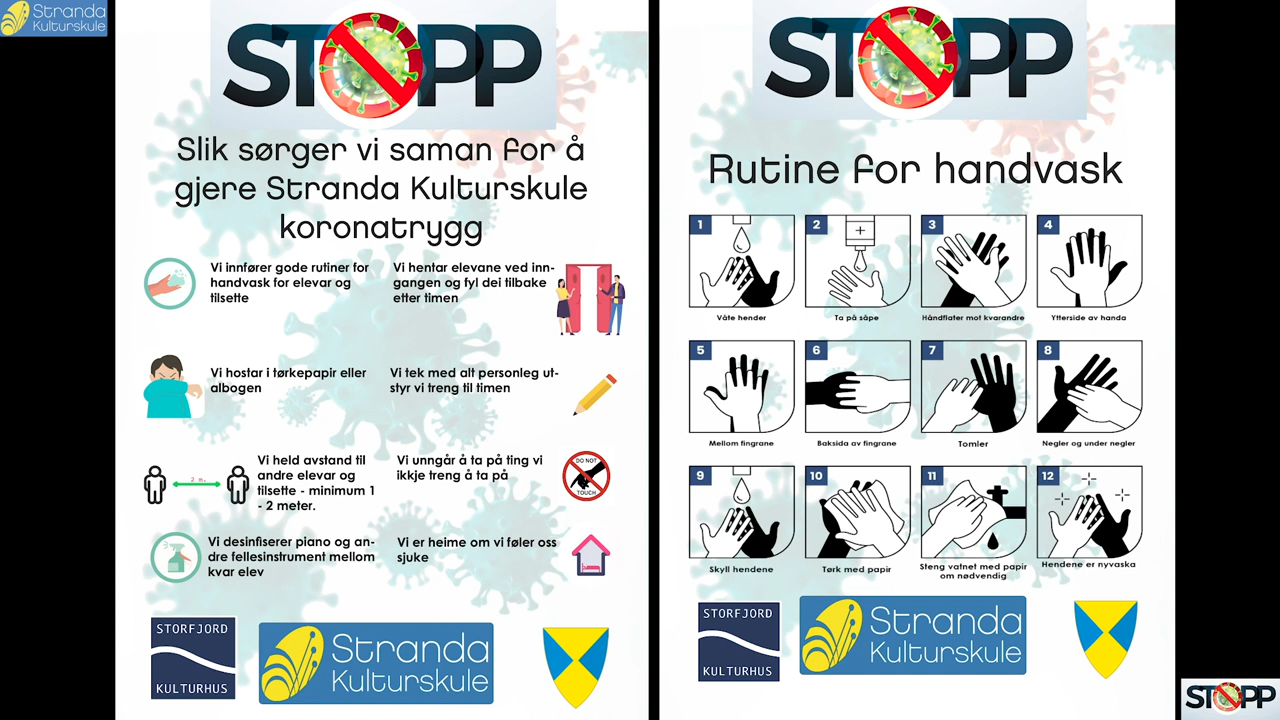 Stranda
Kulturskule
STOPP
Slik sørger vi saman for å
gjere Stranda Kulturskule
koronatrygg
Vi innfører gode rutiner for
handvask for elevar og
tilsette
Vi hentar elevane ved inn-
gangen og fyl dei tilbake
etter timen
Vi hostar i tørkepapir eller
albogen
Vi tek med alt personleg ut-
styr vi treng til timen
2 m.
Vi held avstand til
andre elevar og
tilsette - minimum 1
- 2 meter.
Vi unngår å ta på ting vi
ikkje treng å ta på
DO NOT
TOUCH
Vi desinfiserer piano og an-
dre fellesinstrument mellom
kvar elev
Vi er heime om vi føler oss
sjuke
STORFJORD
KULTURHUS
Stranda
Kulturskule
STOPP
Rutine for handvask
1
Våte hender
2
Ta på såpe
3
Håndflater mot kvarandre
4
Ytterside av handa
5
Mellom fingrane
6
Baksida av fingrane
7
Tomler
8
Negler og under negler
9
Skyll hendene
10
Tørk med papir
11
Steng vatnet med papir
om nødvendig
12
Hendene er nyvaska
STORFJORD
KULTURHUS
Stranda
Kulturskule
STOPP